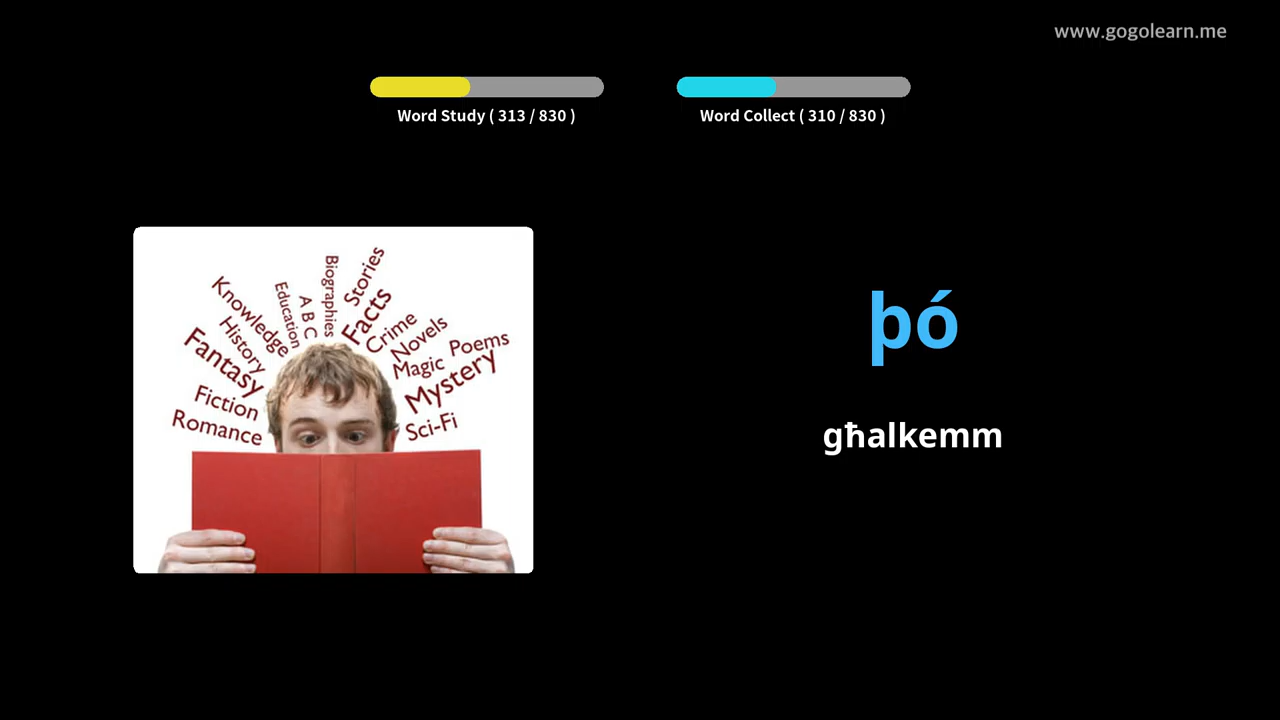 www.gogolearn.me
Word Study ( 313 / 830 )
Word Collect ( 310 / 830 )
Knowledge
Education
A B C
Biographies
Stories
Facts
Crime
Novels
Poems
History
Fantasy
Magic
Mystery
Fiction
Romance
Sci-Fi
þó
għalkemm